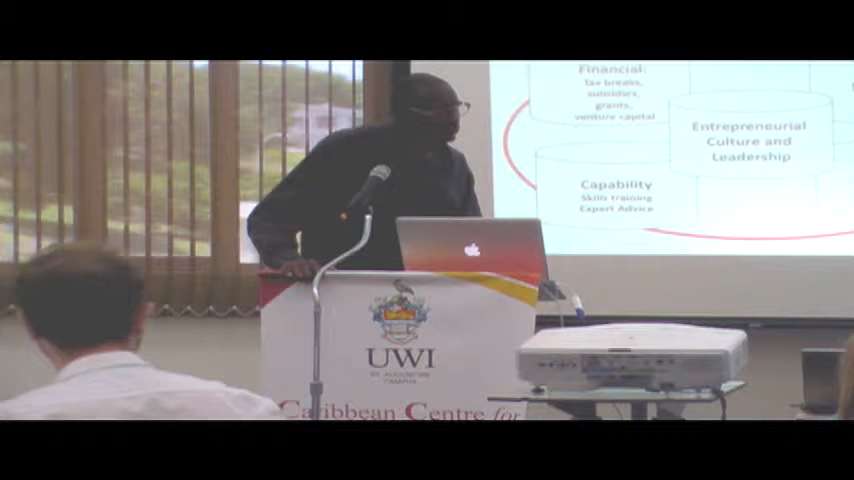 Financial:
Tax breaks,
subsidies,
grants,
venture capital
Entrepreneurial
Culture and
Leadership
Capability
Skills training
Expert Advice
UWI
ST. AUGUSTINE
CAMPUS
Caribbean Centre for